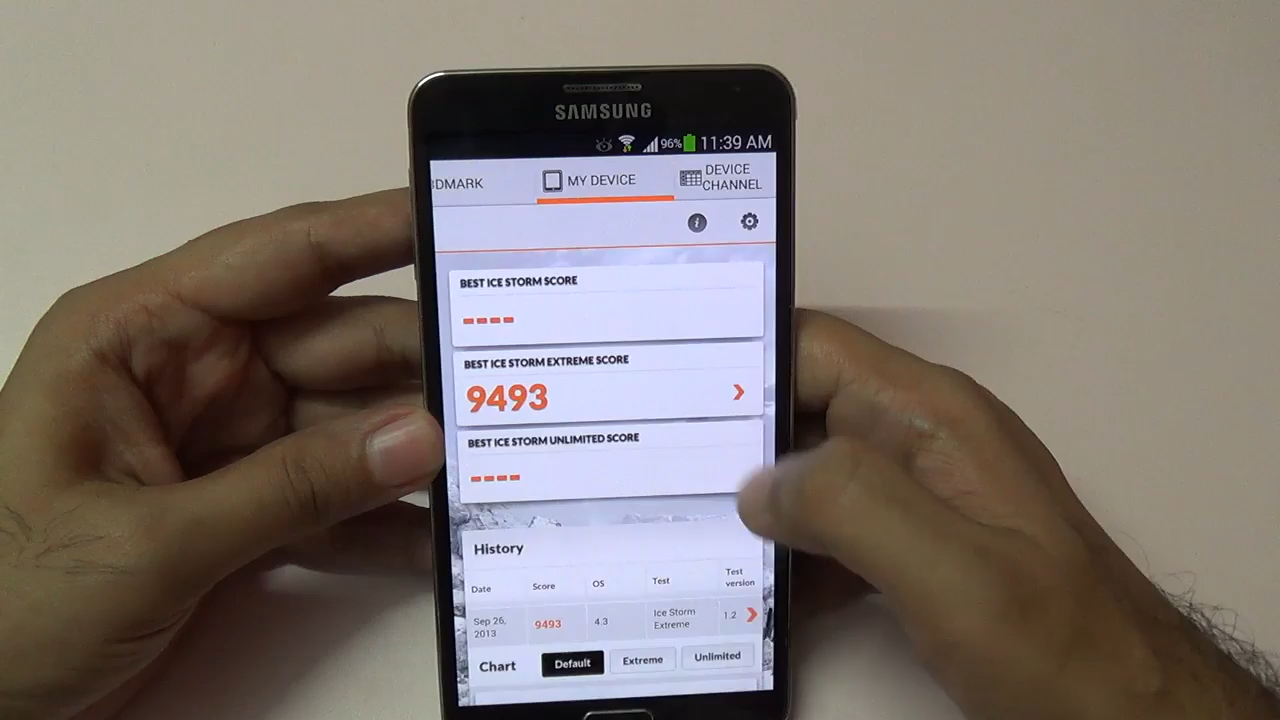 SAMSUNG
96% 11:39 AM
DMARK MY DEVICE DEVICE CHANNEL
i
BEST ICE STORM SCORE
----
BEST ICE STORM EXTREME SCORE
9493
BEST ICE STORM UNLIMITED SCORE
----
History
Date Score OS Test Test version
Sep 26, 2013 9493 4.3 Ice Storm Extreme 1.2
Chart Default Extreme Unlimited